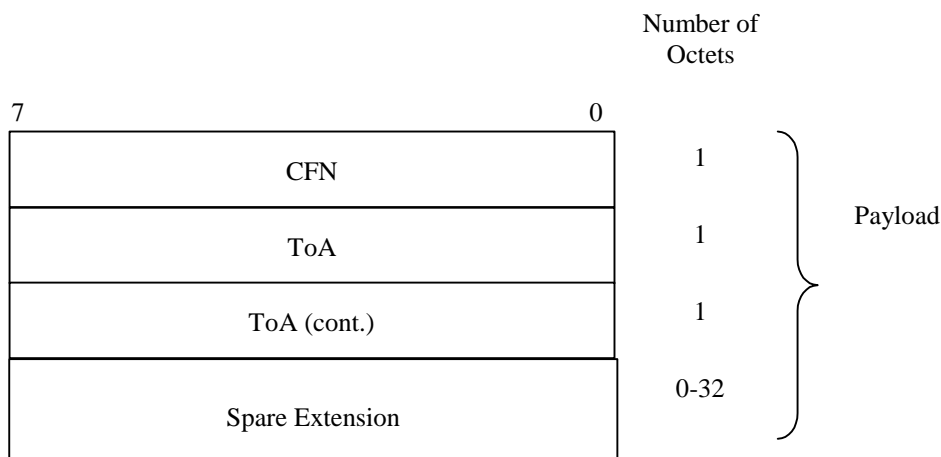 Number of
Octets
7 0
CFN 1
ToA 1
Payload
ToA (cont.) 1
Spare Extension 0-32